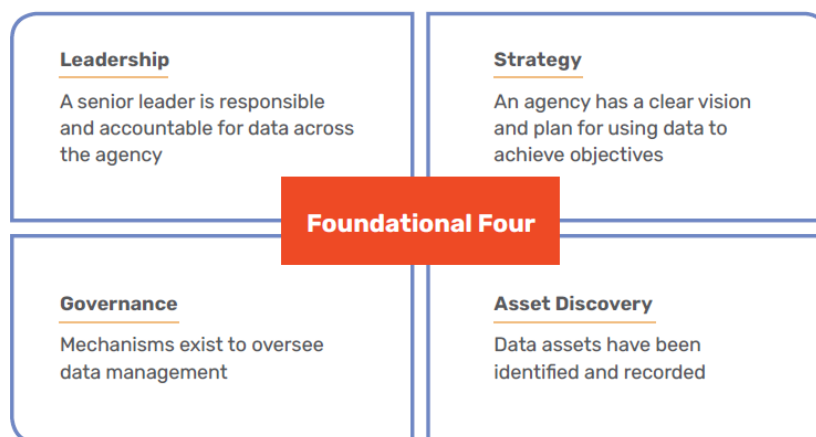 Leadership
A senior leader is responsible
and accountable for data across
the agency
Strategy
An agency has a clear vision
and plan for using data to
achieve objectives
Foundational Four
Governance
Mechanisms exist to oversee
data management
Asset Discovery
Data assets have been
identified and recorded